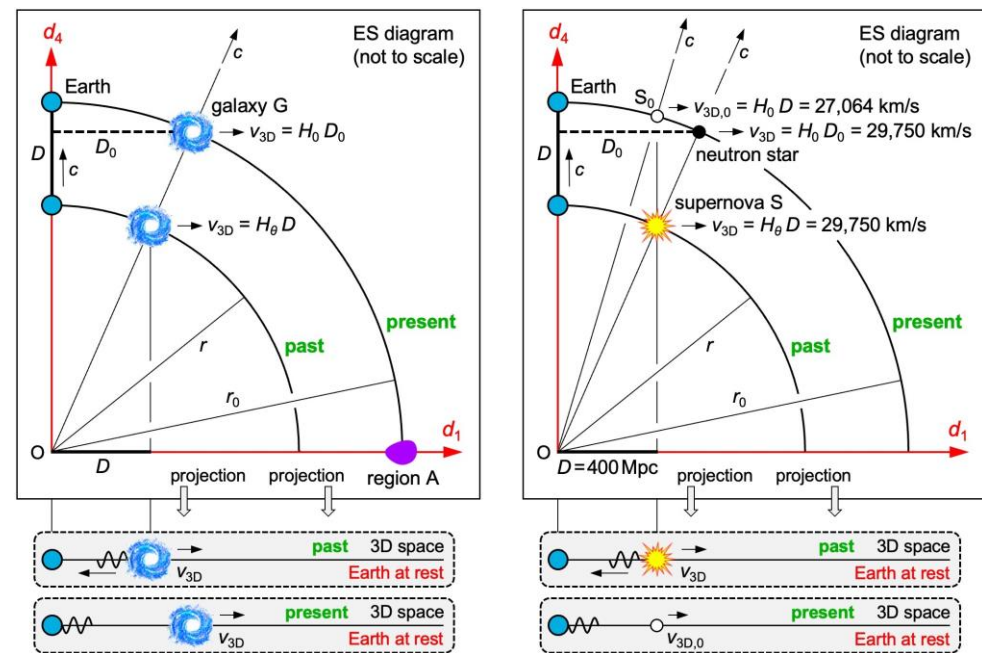 d4
ES diagram
(not to scale)
c
Earth
galaxy G
v3D = H0 D0
D0
D
c
v3D = Hθ D
present
past
r
r0
O
d1
D
projection
projection
region A
past 3D space
v3D
Earth at rest
present 3D space
v3D
Earth at rest
d4
ES diagram
(not to scale)
c
c
Earth
S0
v3D,0 = H0 D = 27,064 km/s
v3D = H0 D0 = 29,750 km/s
D0
neutron star
D
c
supernova S
v3D = Hθ D = 29,750 km/s
present
past
r
r0
O
d1
D = 400 Mpc
projection
projection
past 3D space
v3D
Earth at rest
present 3D space
v3D,0
Earth at rest